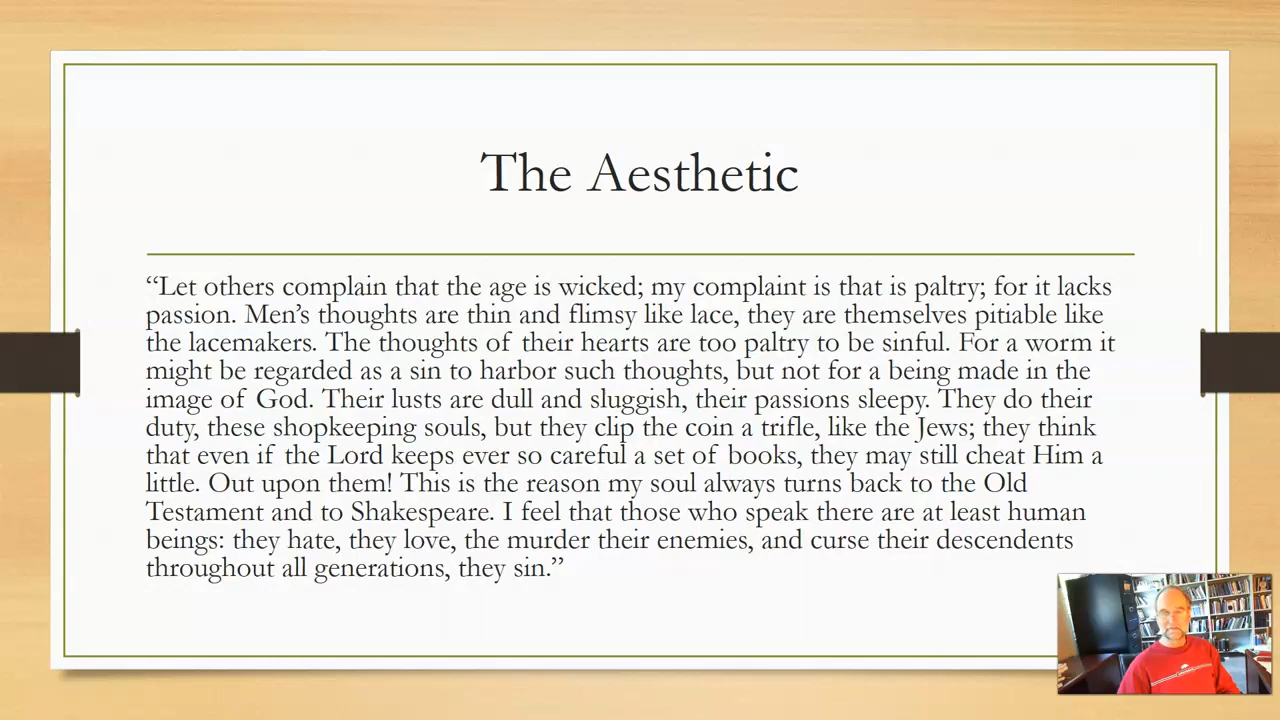 The Aesthetic
“Let others complain that the age is wicked; my complaint is that is paltry; for it lacks
passion. Men’s thoughts are thin and flimsy like lace, they are themselves pitiable like
the lacemakers. The thoughts of their hearts are too paltry to be sinful. For a worm it
might be regarded as a sin to harbor such thoughts, but not for a being made in the
image of God. Their lusts are dull and sluggish, their passions sleepy. They do their
duty, these shopkeeping souls, but they clip the coin a trifle, like the Jews; they think
that even if the Lord keeps ever so careful a set of books, they may still cheat Him a
little. Out upon them! This is the reason my soul always turns back to the Old
Testament and to Shakespeare. I feel that those who speak there are at least human
beings: they hate, they love, the murder their enemies, and curse their descendents
throughout all generations, they sin.”